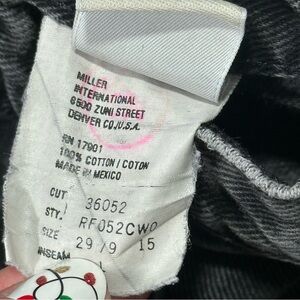 MILLER
INTERNATIONAL
6500 ZUNI STREET
DENVER CO.,U.S.A.
RN 17901
100% COTTON / COTON
MADE IN MEXICO
CUT 36052
STY. RF052CWO
SIZE 29/9 15
INSEAM L